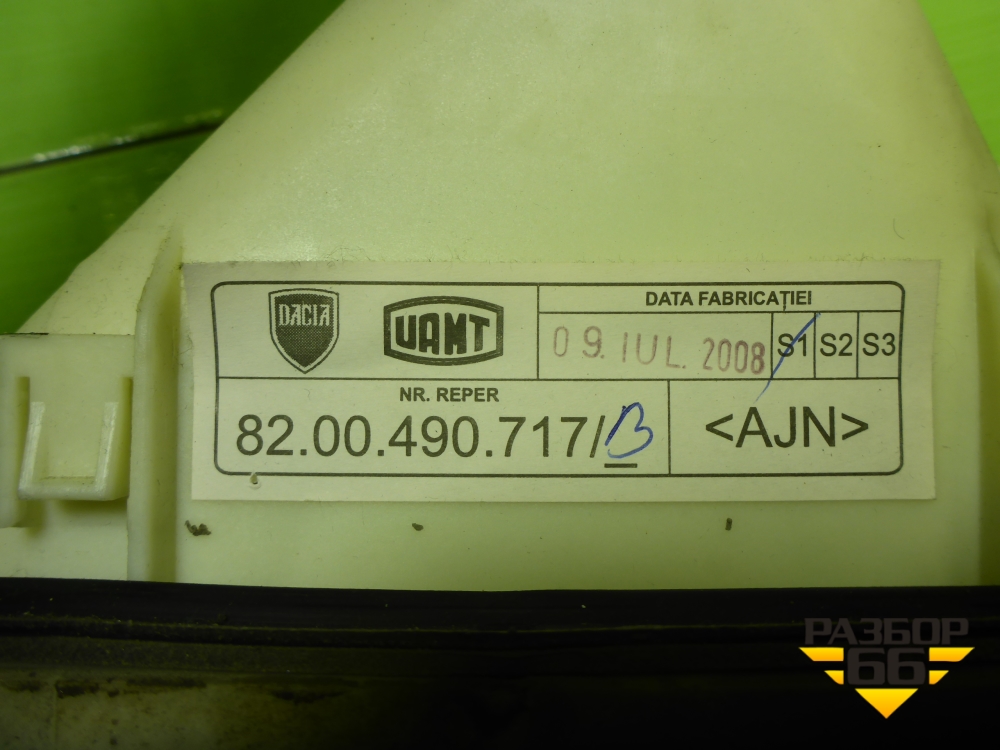 DACIA
UAMT
DATA FABRICAȚIEI
09. IUL. 2008 S1 S2 S3
NR. REPER
82.00.490.717/B
<AJN>
РАЗБОР
66